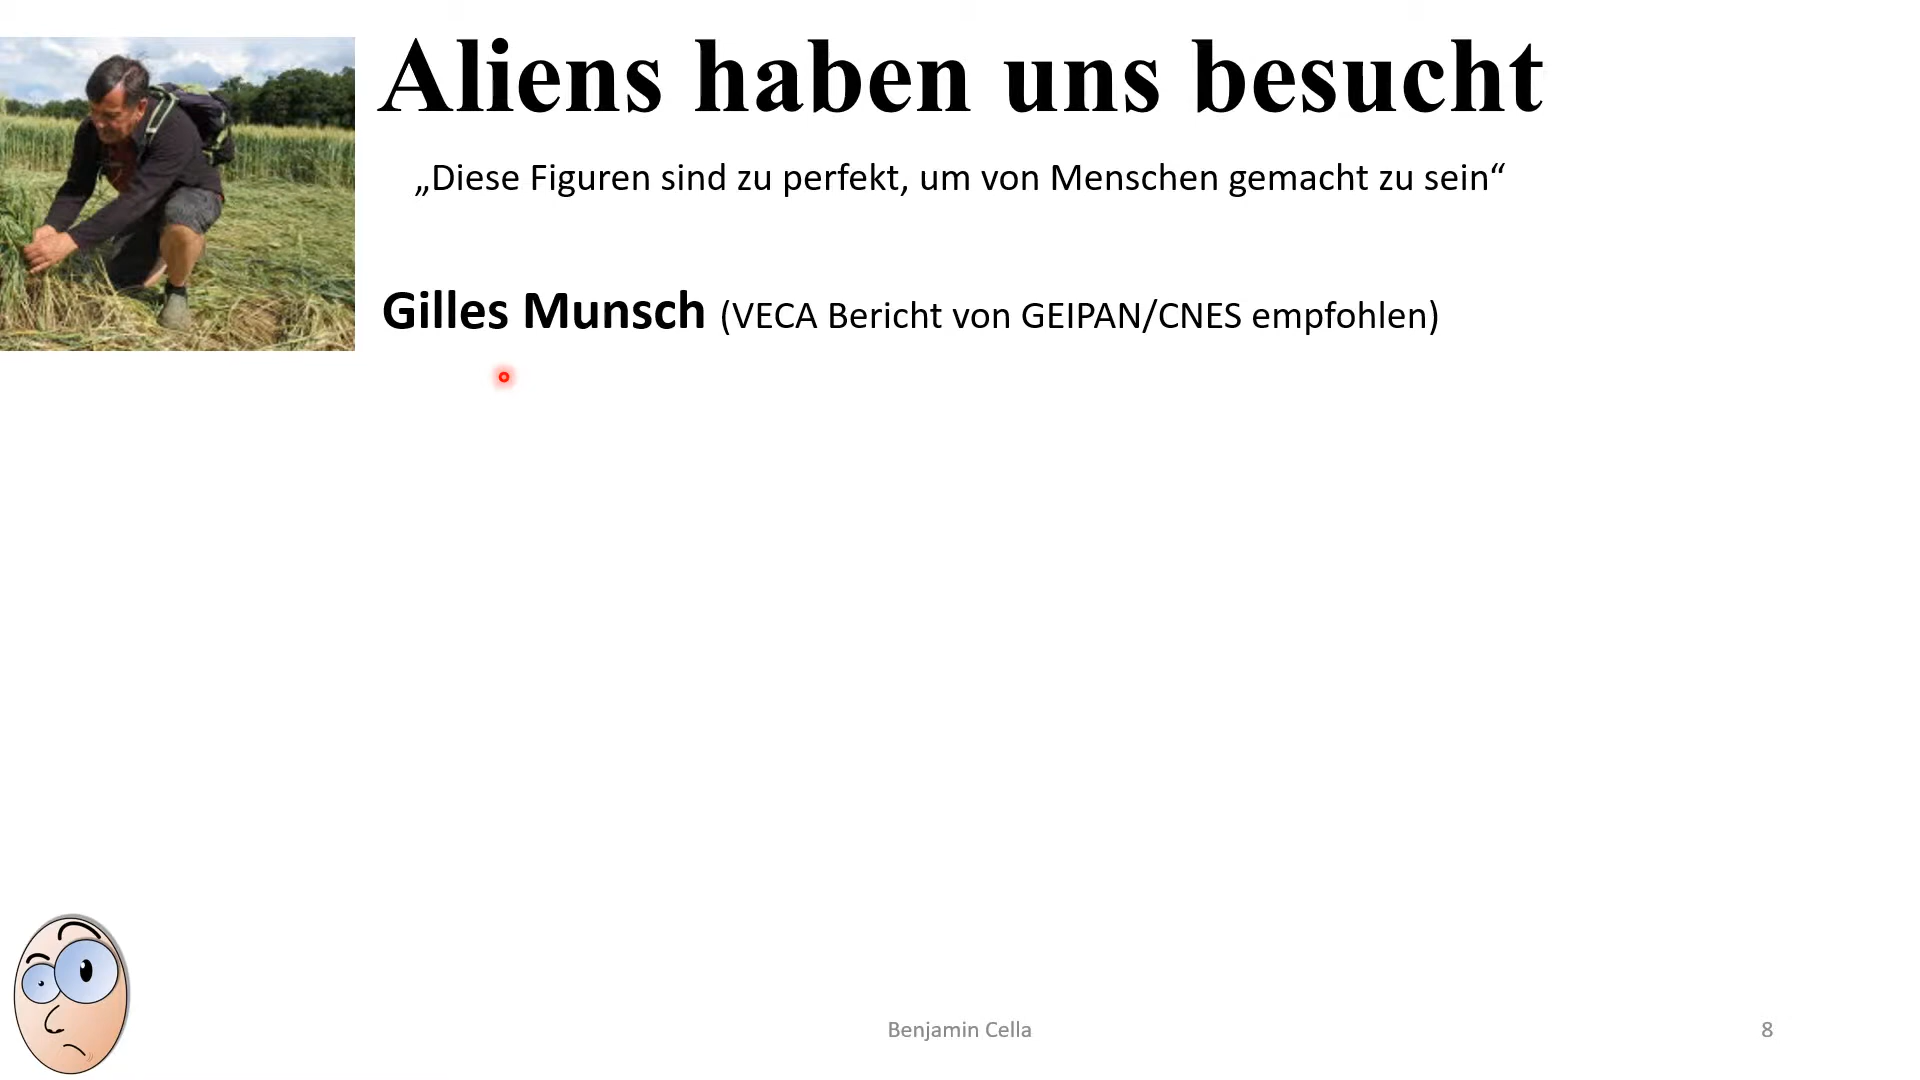 Aliens haben uns besucht
„Diese Figuren sind zu perfekt, um von Menschen gemacht zu sein“
Gilles Munsch (VECA Bericht von GEIPAN/CNES empfohlen)
Benjamin Cella
8